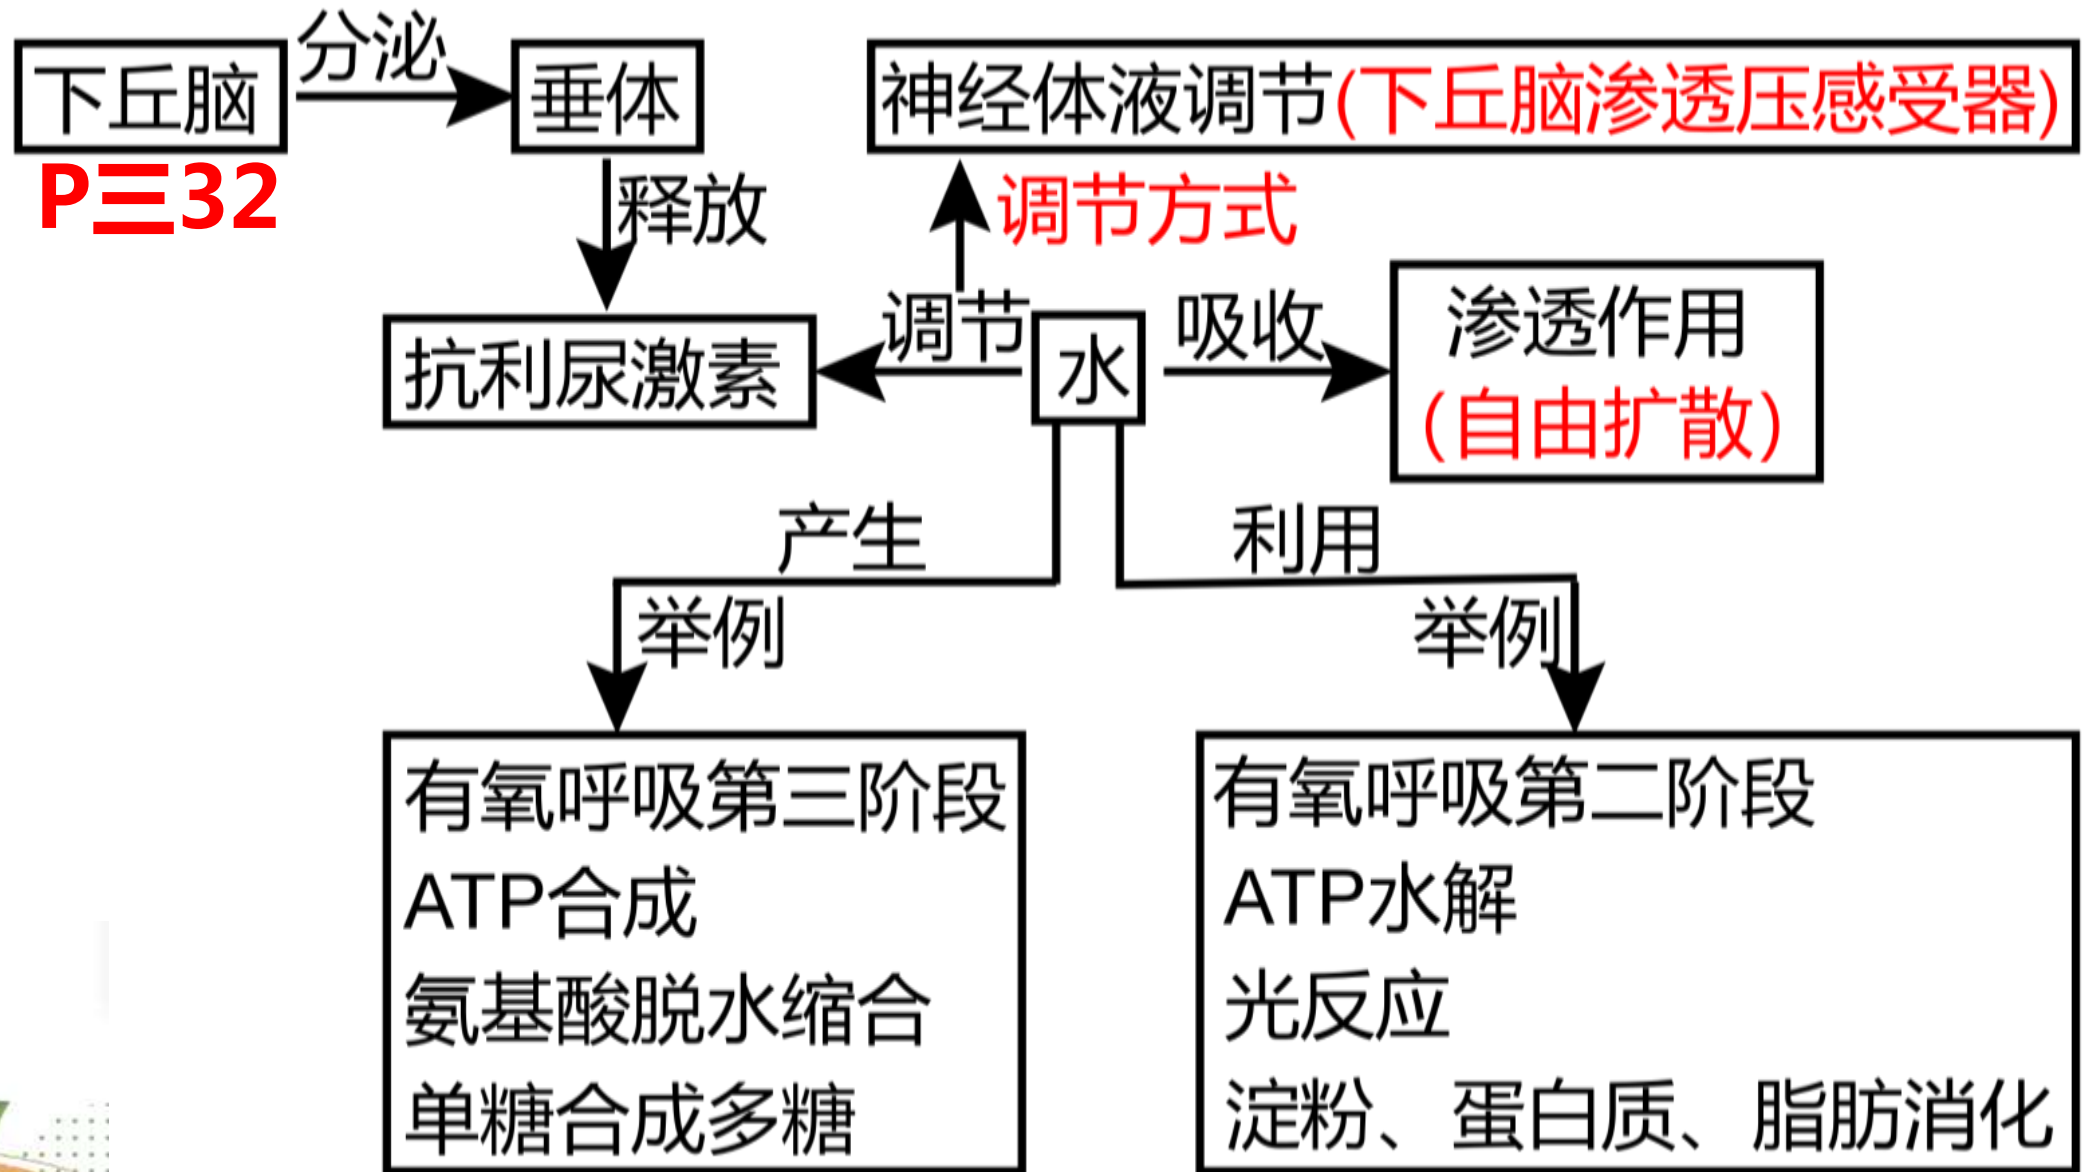 分泌
下丘脑
垂体
神经体液调节(下丘脑渗透压感受器)
P三32
释放
调节方式
调节
水
吸收
抗利尿激素
渗透作用
（自由扩散）
产生
利用
举例
举例
有氧呼吸第三阶段
ATP合成
氨基酸脱水缩合
单糖合成多糖
有氧呼吸第二阶段
ATP水解
光反应
淀粉、蛋白质、脂肪消化